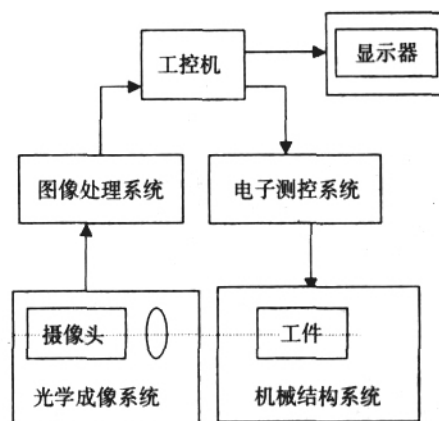 工控机
显示器
图像处理系统
电子测控系统
摄像头
工件
光学成像系统
机械结构系统